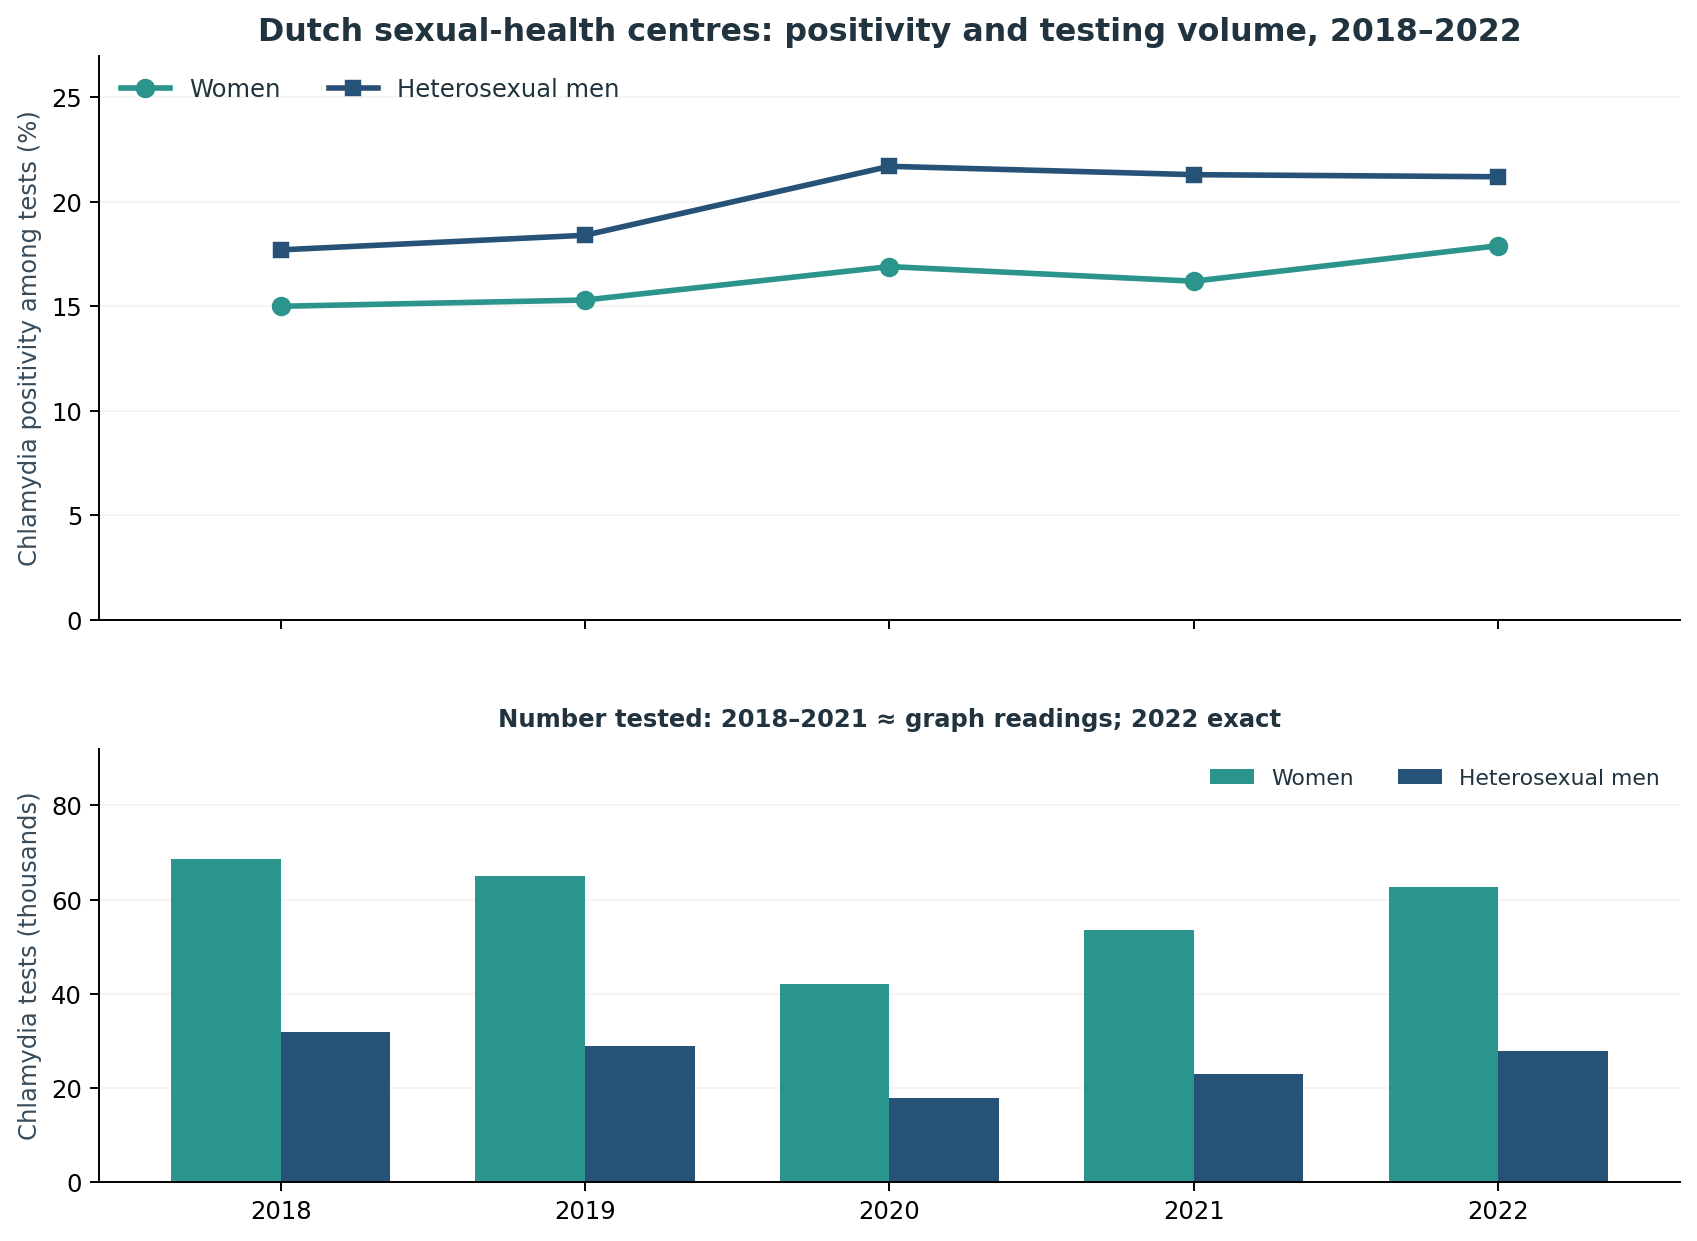 Dutch sexual-health centres: positivity and testing volume, 2018–2022
Women
Heterosexual men
Chlamydia positivity among tests (%)
25
20
15
10
5
0
Number tested: 2018–2021 ≈ graph readings; 2022 exact
Women
Heterosexual men
Chlamydia tests (thousands)
80
60
40
20
0
2018
2019
2020
2021
2022